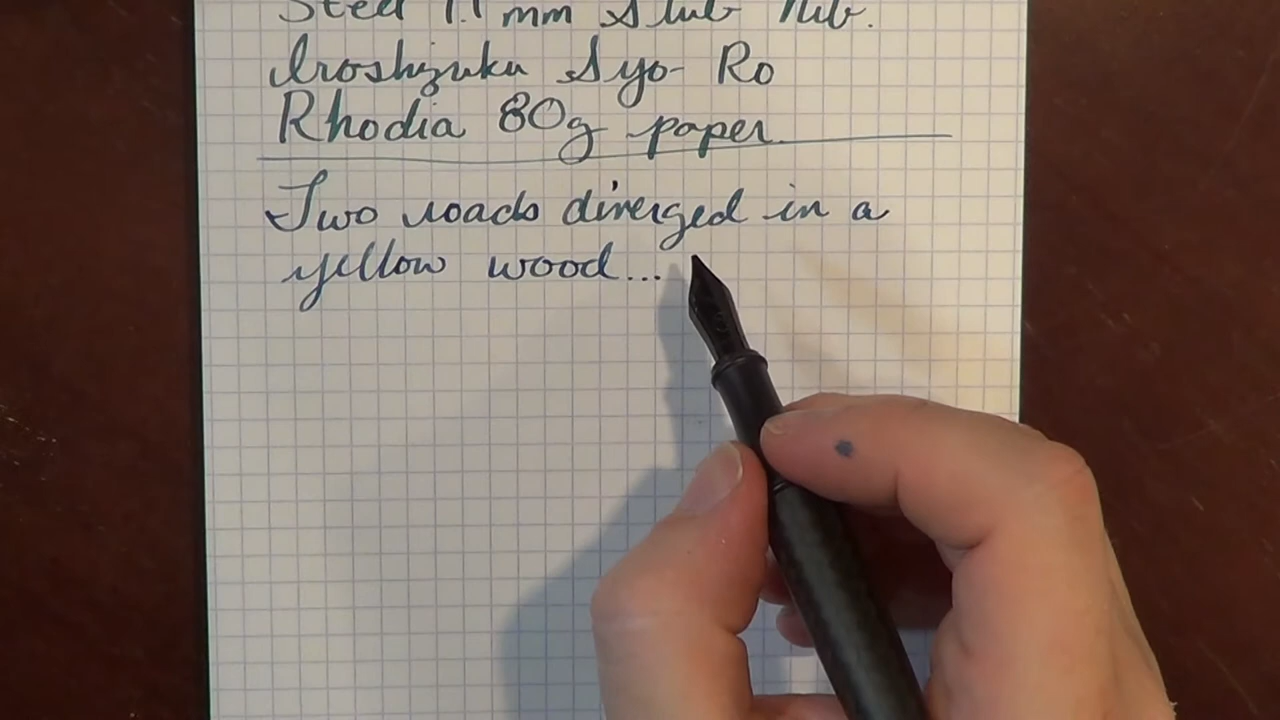 Steel 1.1 mm Stub Nib.
Iroshizuku Syo-Ro
Rhodia 80g paper
Two roads diverged in a
yellow wood...